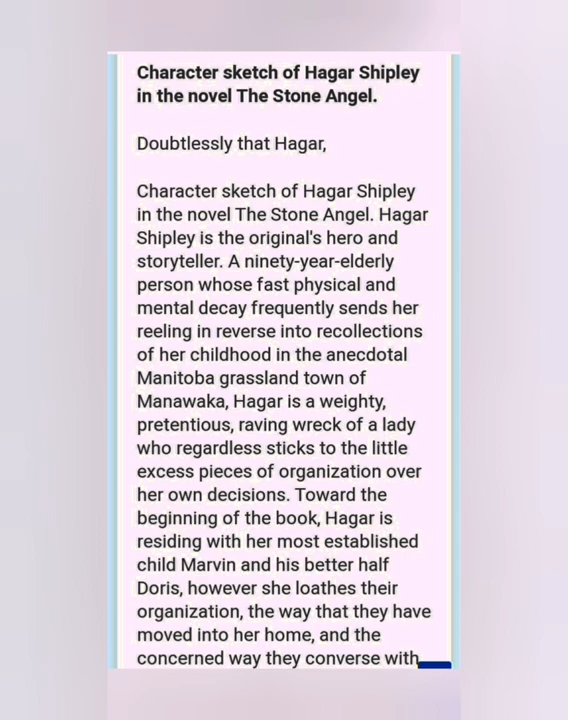 Character sketch of Hagar Shipley
in the novel The Stone Angel.
Doubtlessly that Hagar,
Character sketch of Hagar Shipley
in the novel The Stone Angel. Hagar
Shipley is the original's hero and
storyteller. A ninety-year-elderly
person whose fast physical and
mental decay frequently sends her
reeling in reverse into recollections
of her childhood in the anecdotal
Manitoba grassland town of
Manawaka, Hagar is a weighty,
pretentious, raving wreck of a lady
who regardless sticks to the little
excess pieces of organization over
her own decisions. Toward the
beginning of the book, Hagar is
residing with her most established
child Marvin and his better half
Doris, however she loathes their
organization, the way that they have
moved into her home, and the
concerned way they converse with